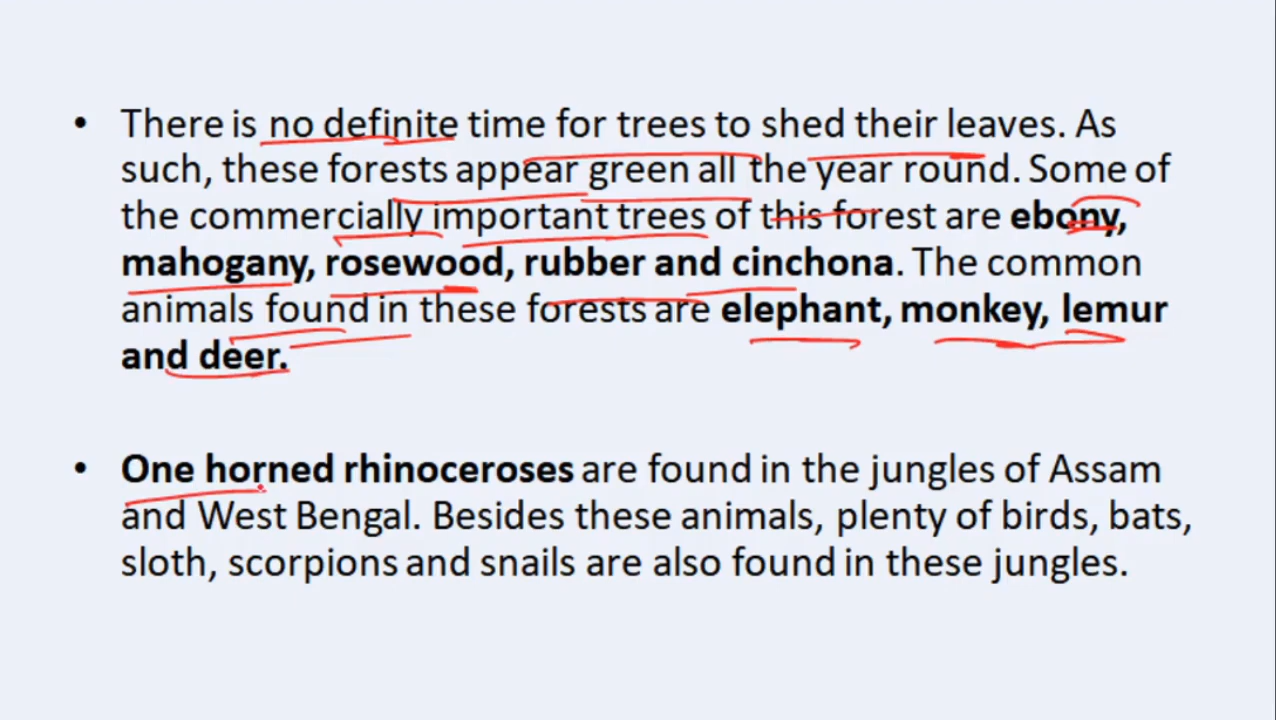 • There is no definite time for trees to shed their leaves. As
such, these forests appear green all the year round. Some of
the commercially important trees of this forest are ebony,
mahogany, rosewood, rubber and cinchona. The common
animals found in these forests are elephant, monkey, lemur
and deer.
• One horned rhinoceroses are found in the jungles of Assam
and West Bengal. Besides these animals, plenty of birds, bats,
sloth, scorpions and snails are also found in these jungles.